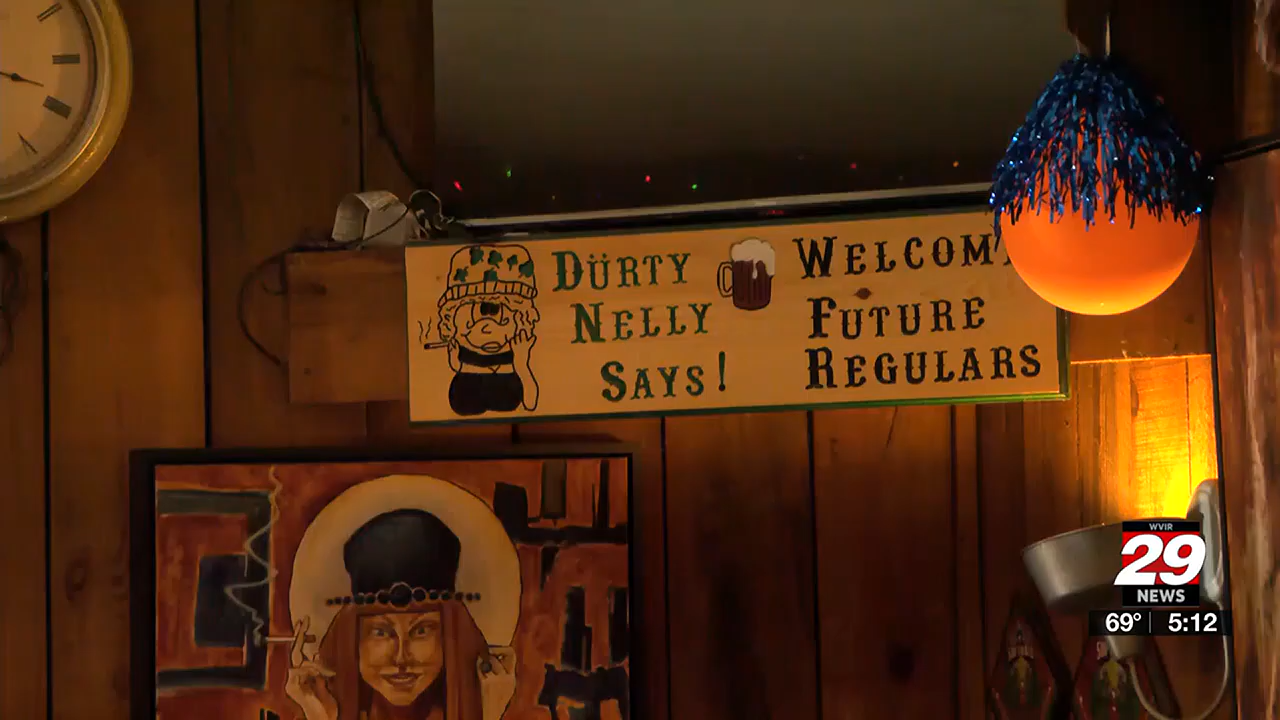 DÜRTY
NELLY
SAYS!
WELCOM
FUTURE
REGULARS
WVIR
29
NEWS
69° 5:12